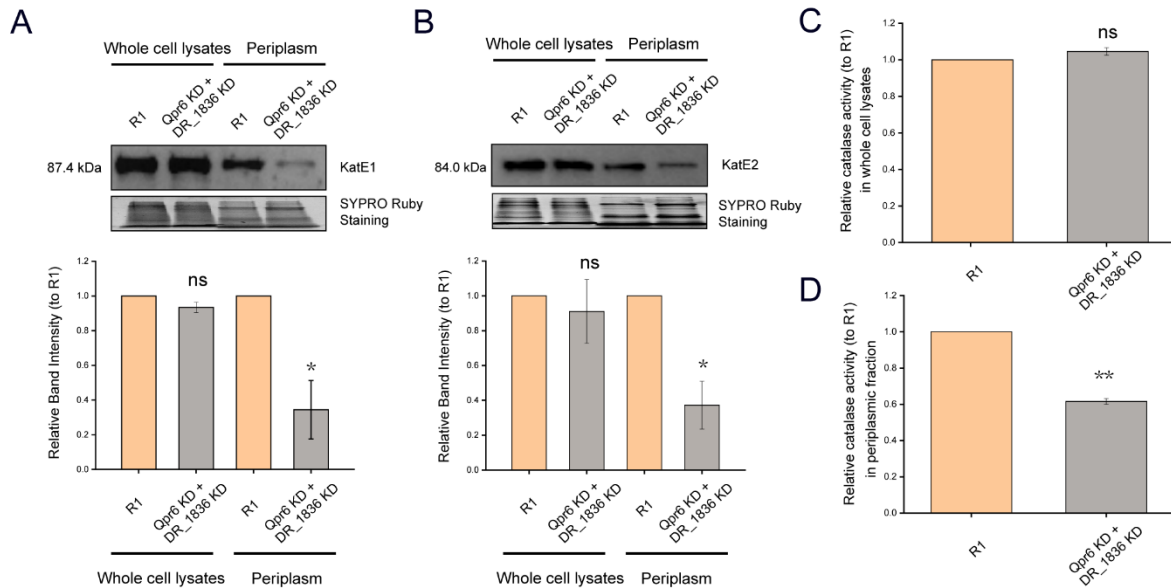 A
Whole cell lysates
Periplasm
R1
Qpr6 KD +
DR_1836 KD
R1
Qpr6 KD +
DR_1836 KD
87.4 kDa
KatE1
SYPRO Ruby
Staining
Relative Band Intensity (to R1)
1.0
0.8
0.6
0.4
0.2
0.0
ns
*
R1
Qpr6 KD +
DR_1836 KD
R1
Qpr6 KD +
DR_1836 KD
Whole cell lysates
Periplasm
B
Whole cell lysates
Periplasm
R1
Qpr6 KD +
DR_1836 KD
R1
Qpr6 KD +
DR_1836 KD
84.0 kDa
KatE2
SYPRO Ruby
Staining
Relative Band Intensity (to R1)
1.0
0.8
0.6
0.4
0.2
0.0
ns
*
R1
Qpr6 KD +
DR_1836 KD
R1
Qpr6 KD +
DR_1836 KD
Whole cell lysates
Periplasm
C
Relative catalase activity (to R1)
in whole cell lysates
1.2
1.0
0.8
0.6
0.4
0.2
0.0
ns
R1
Qpr6 KD +
DR_1836 KD
D
Relative catalase activity (to R1)
in periplasmic fraction
1.2
1.0
0.8
0.6
0.4
0.2
0.0
**
R1
Qpr6 KD +
DR_1836 KD